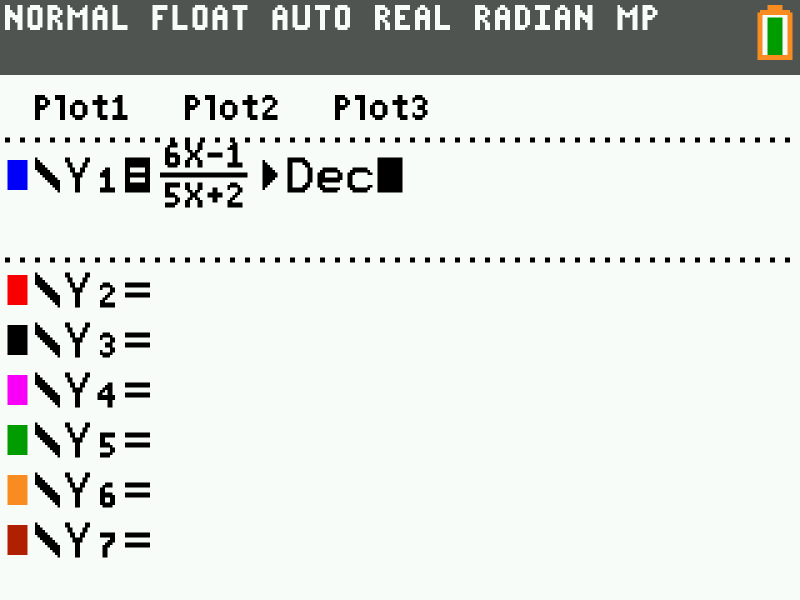 NORMAL FLOAT AUTO REAL RADIAN MP
Plot1 Plot2 Plot3
\Y1=(6X-1)/(5X+2)▶Dec
\Y2=
\Y3=
\Y4=
\Y5=
\Y6=
\Y7=